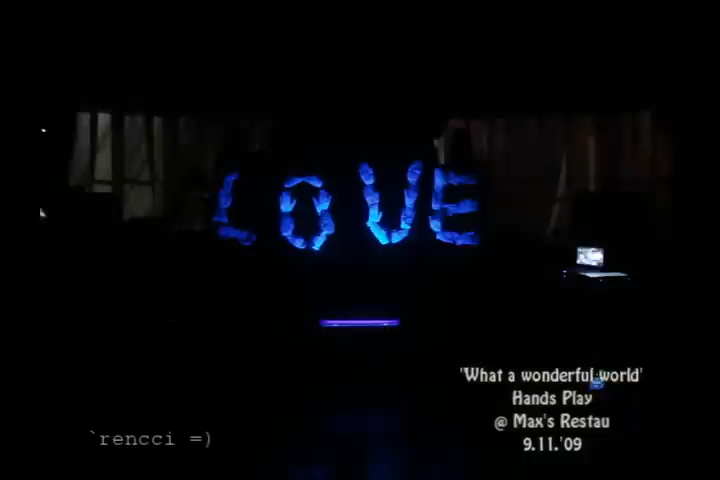 LOVE
'What a wonderful world'
Hands Play
@ Max's Restau
9.11.'09
`rencci =)